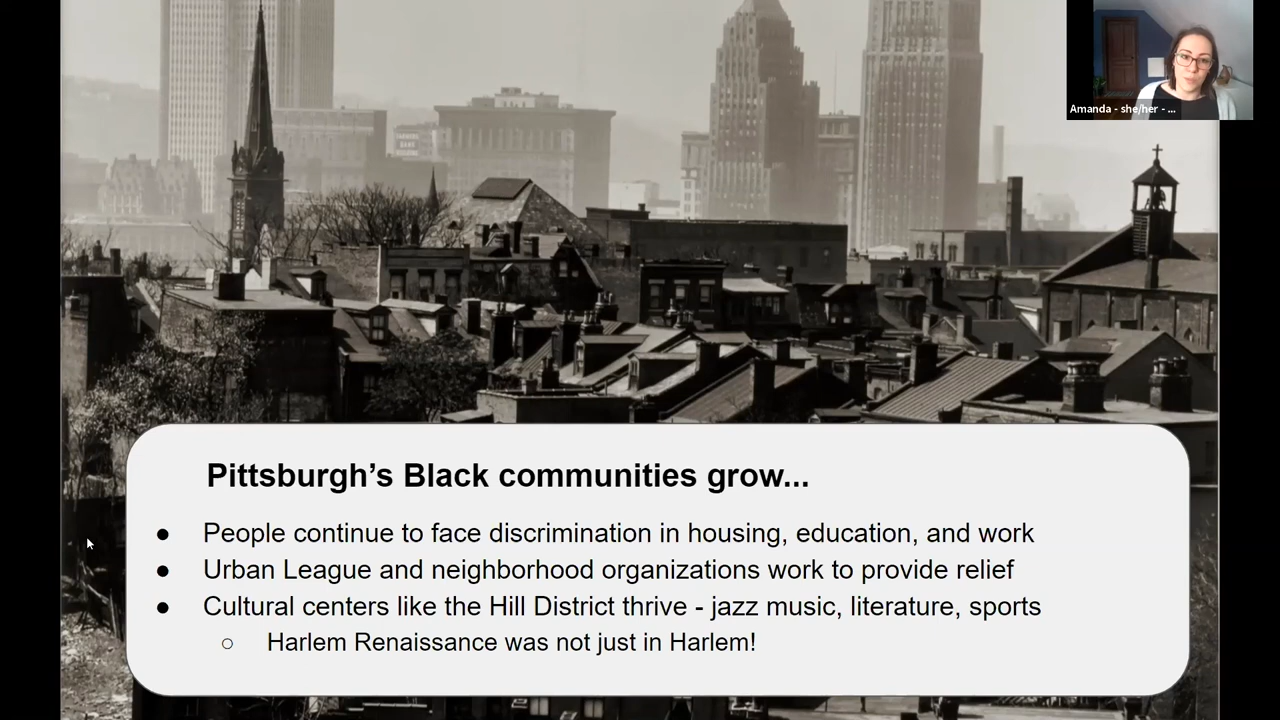 Amanda - she/her - ...
Pittsburgh’s Black communities grow...
● People continue to face discrimination in housing, education, and work
● Urban League and neighborhood organizations work to provide relief
● Cultural centers like the Hill District thrive - jazz music, literature, sports
○ Harlem Renaissance was not just in Harlem!